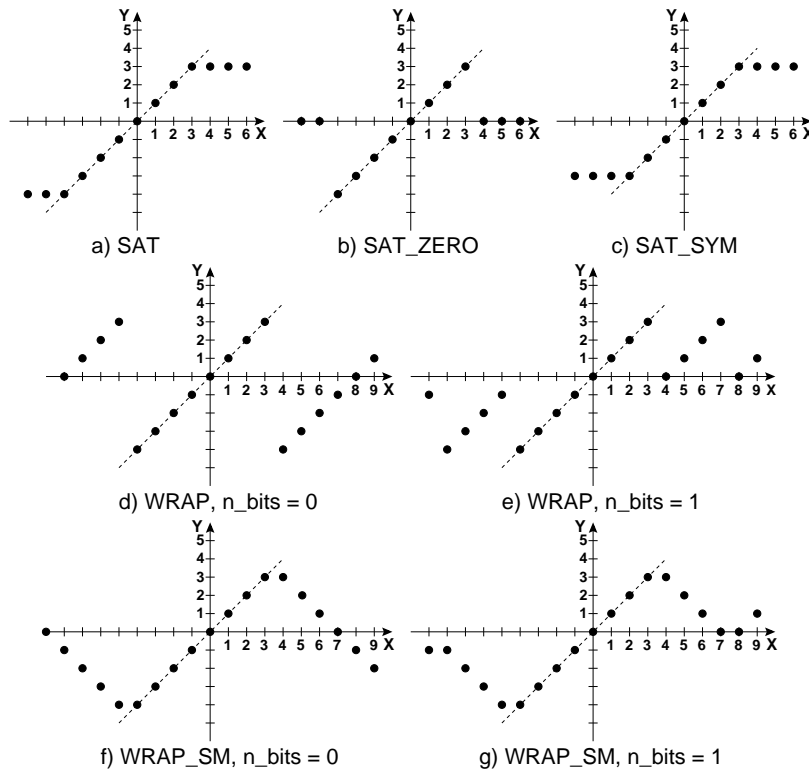 Y
5
4
3
2
1
1 2 3 4 5 6
X
a) SAT
Y
5
4
3
2
1
1 2 3 4 5 6
X
b) SAT_ZERO
Y
5
4
3
2
1
1 2 3 4 5 6
X
c) SAT_SYM
Y
5
4
3
2
1
1 2 3 4 5 6 7 8 9
X
d) WRAP, n_bits = 0
Y
5
4
3
2
1
1 2 3 4 5 6 7 8 9
X
e) WRAP, n_bits = 1
Y
5
4
3
2
1
1 2 3 4 5 6 7 8 9
X
f) WRAP_SM, n_bits = 0
Y
5
4
3
2
1
1 2 3 4 5 6 7 8 9
X
g) WRAP_SM, n_bits = 1